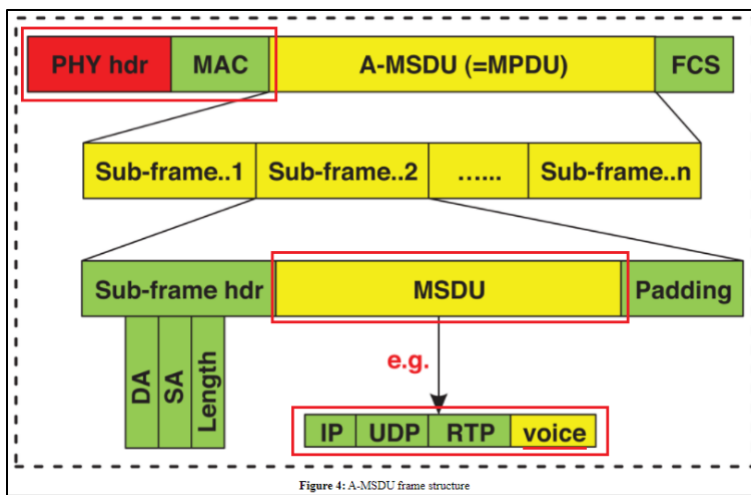 PHY hdr MAC A-MSDU (=MPDU) FCS
Sub-frame..1 Sub-frame..2 ...... Sub-frame..n
Sub-frame hdr MSDU Padding
DA SA Length
e.g.
IP UDP RTP voice
Figure 4: A-MSDU frame structure